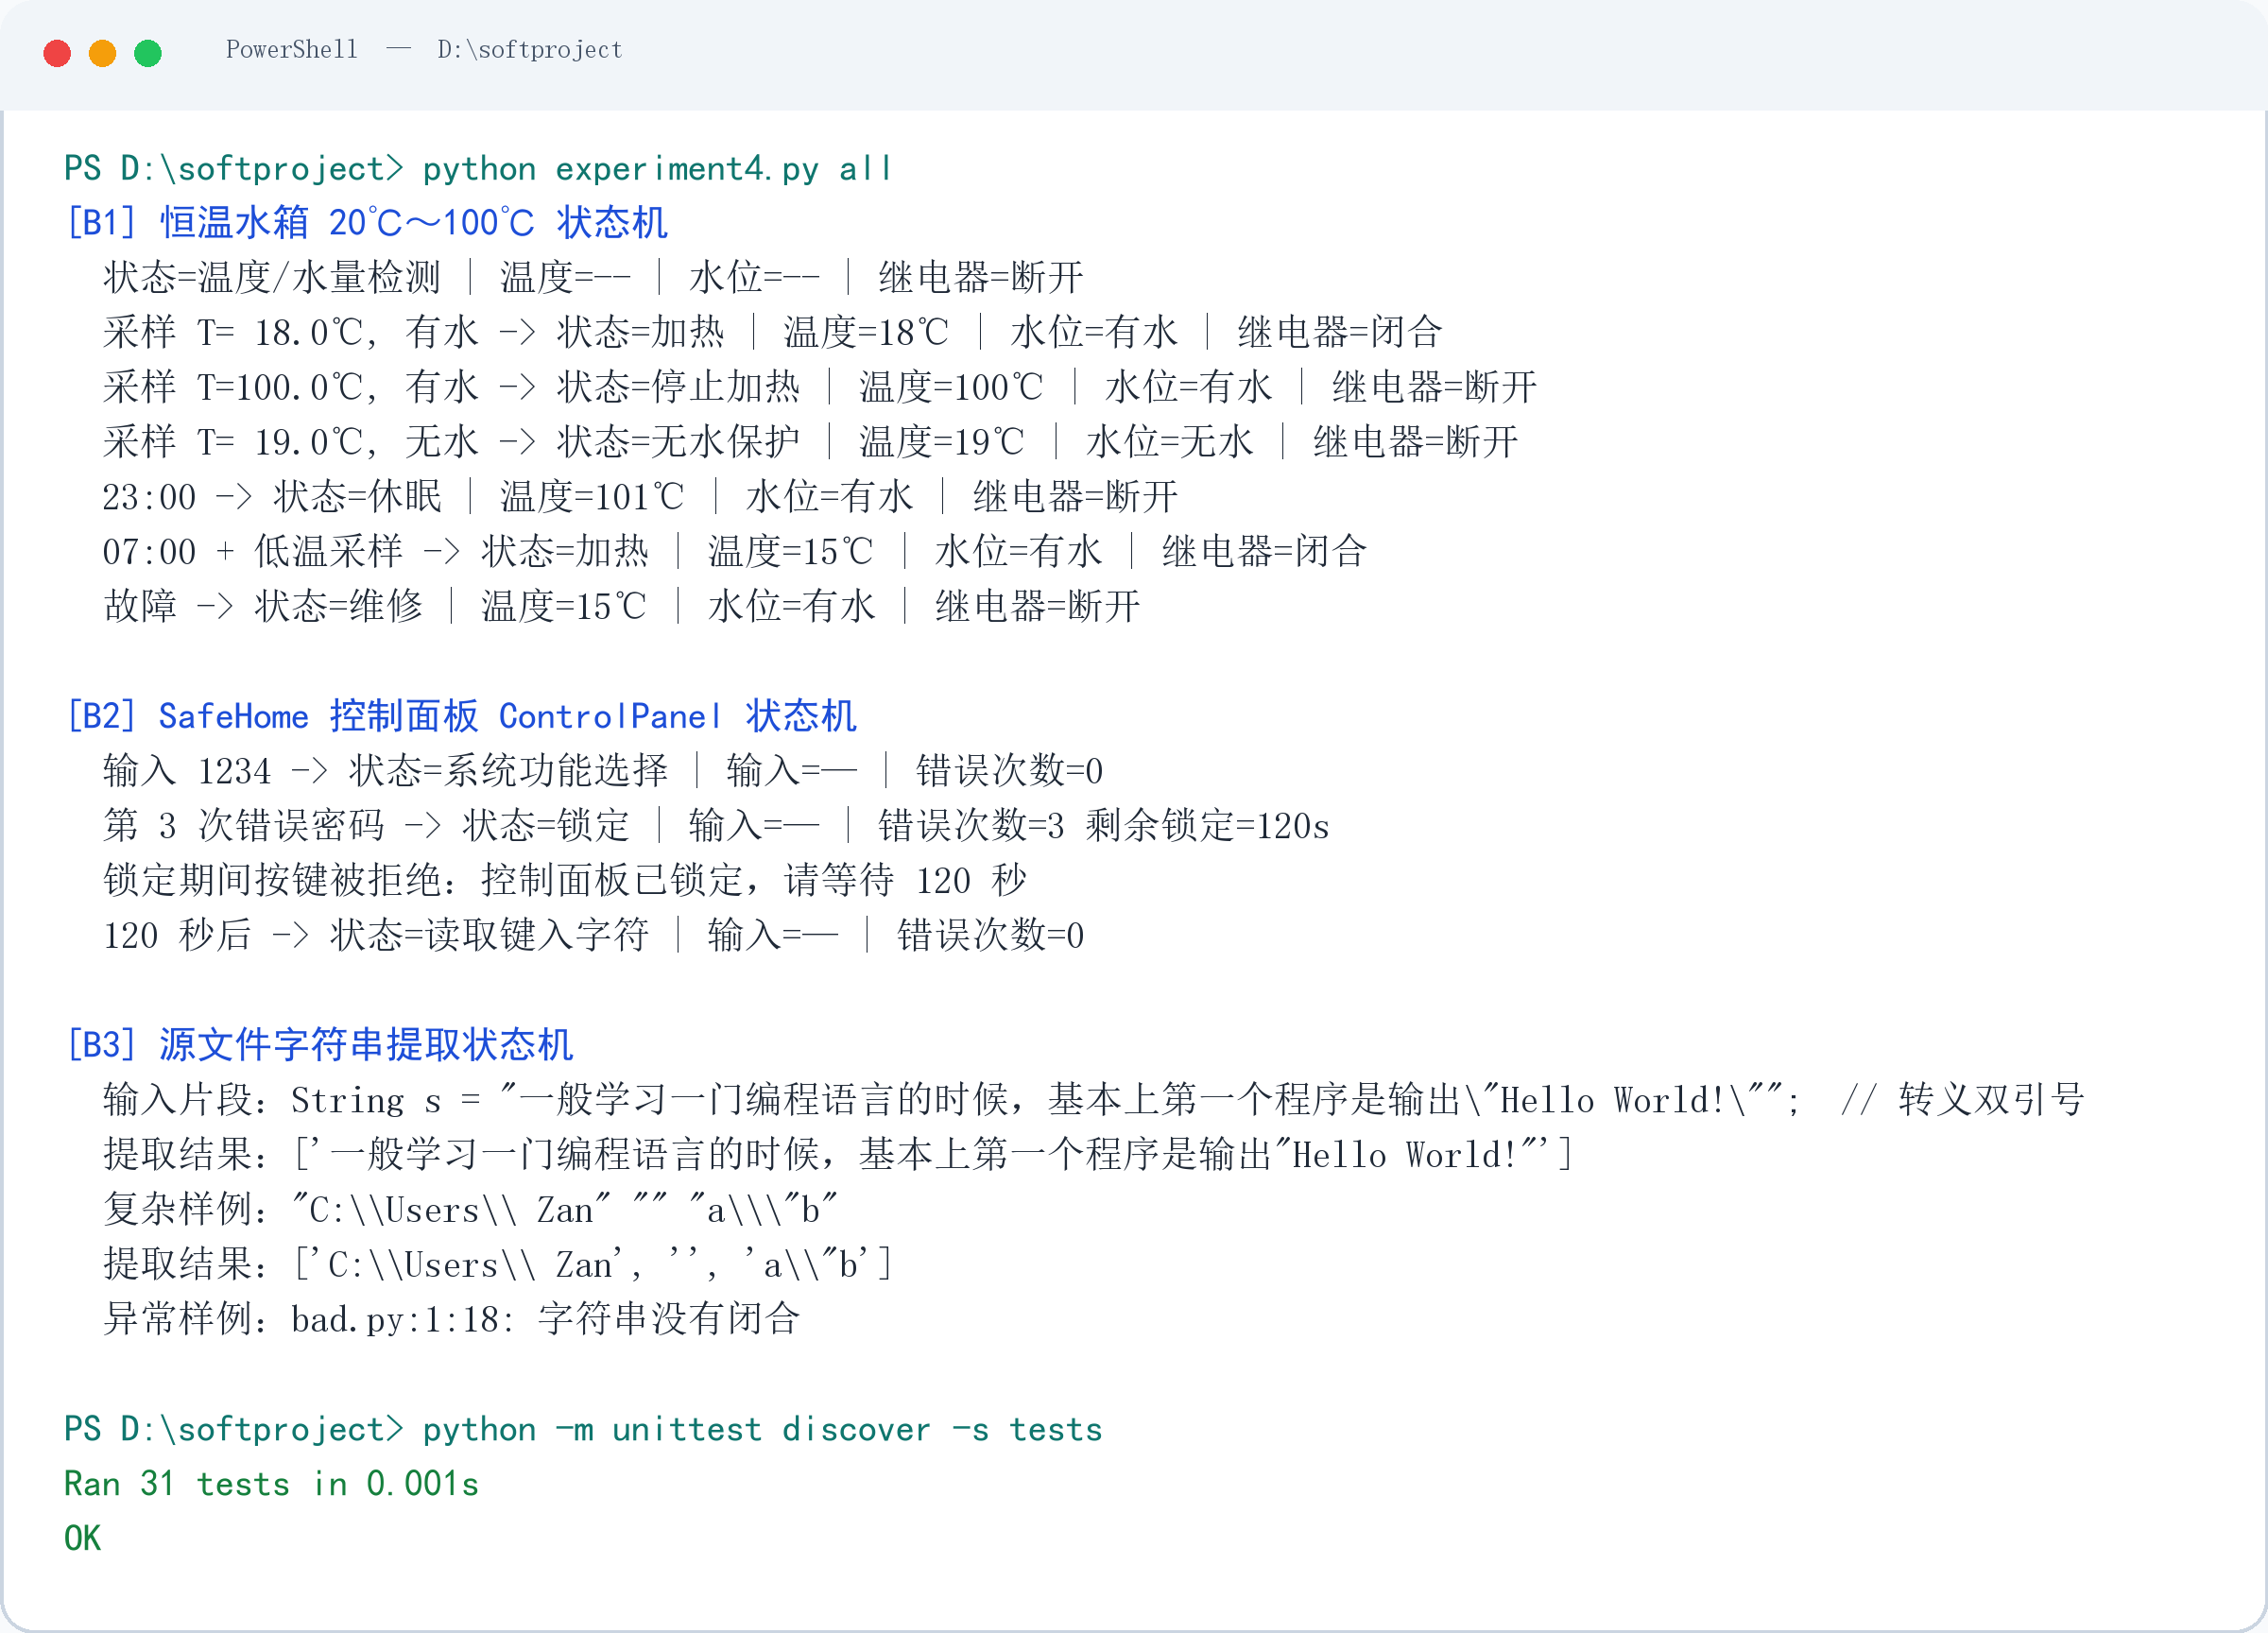 PowerShell — D:\softproject
PS D:\softproject> python experiment4.py all
[B1] 恒温水箱 20℃～100℃ 状态机
状态=温度/水量检测 | 温度=-- | 水位=-- | 继电器=断开
采样 T= 18.0℃, 有水 -> 状态=加热 | 温度=18℃ | 水位=有水 | 继电器=闭合
采样 T=100.0℃, 有水 -> 状态=停止加热 | 温度=100℃ | 水位=有水 | 继电器=断开
采样 T= 19.0℃, 无水 -> 状态=无水保护 | 温度=19℃ | 水位=无水 | 继电器=断开
23:00 -> 状态=休眠 | 温度=101℃ | 水位=有水 | 继电器=断开
07:00 + 低温采样 -> 状态=加热 | 温度=15℃ | 水位=有水 | 继电器=闭合
故障 -> 状态=维修 | 温度=15℃ | 水位=有水 | 继电器=断开
[B2] SafeHome 控制面板 ControlPanel 状态机
输入 1234 -> 状态=系统功能选择 | 输入=— | 错误次数=0
第 3 次错误密码 -> 状态=锁定 | 输入=— | 错误次数=3 剩余锁定=120s
锁定期间按键被拒绝：控制面板已锁定，请等待 120 秒
120 秒后 -> 状态=读取键入字符 | 输入=— | 错误次数=0
[B3] 源文件字符串提取状态机
输入片段：String s = "一般学习一门编程语言的时候，基本上第一个程序是输出\"Hello World!\"";  // 转义双引号
提取结果：['一般学习一门编程语言的时候，基本上第一个程序是输出"Hello World!"']
复杂样例："C:\\Users\\ Zan" "" "a\\\"b"
提取结果：['C:\\Users\\ Zan', '', 'a\\"b']
异常样例：bad.py:1:18: 字符串没有闭合
PS D:\softproject> python -m unittest discover -s tests
Ran 31 tests in 0.001s
OK